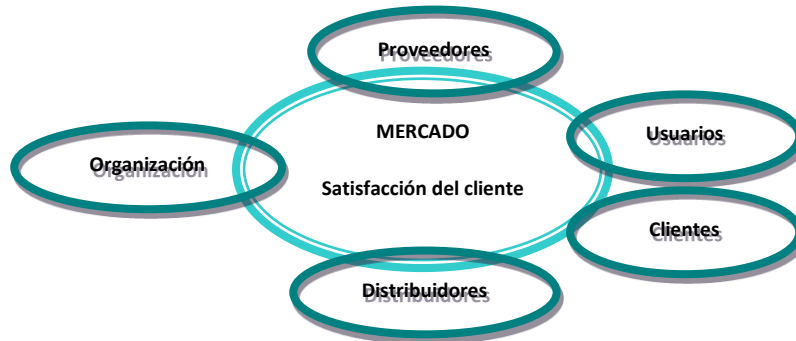 Proveedores
MERCADO
Usuarios
Organización
Satisfacción del cliente
Clientes
Distribuidores